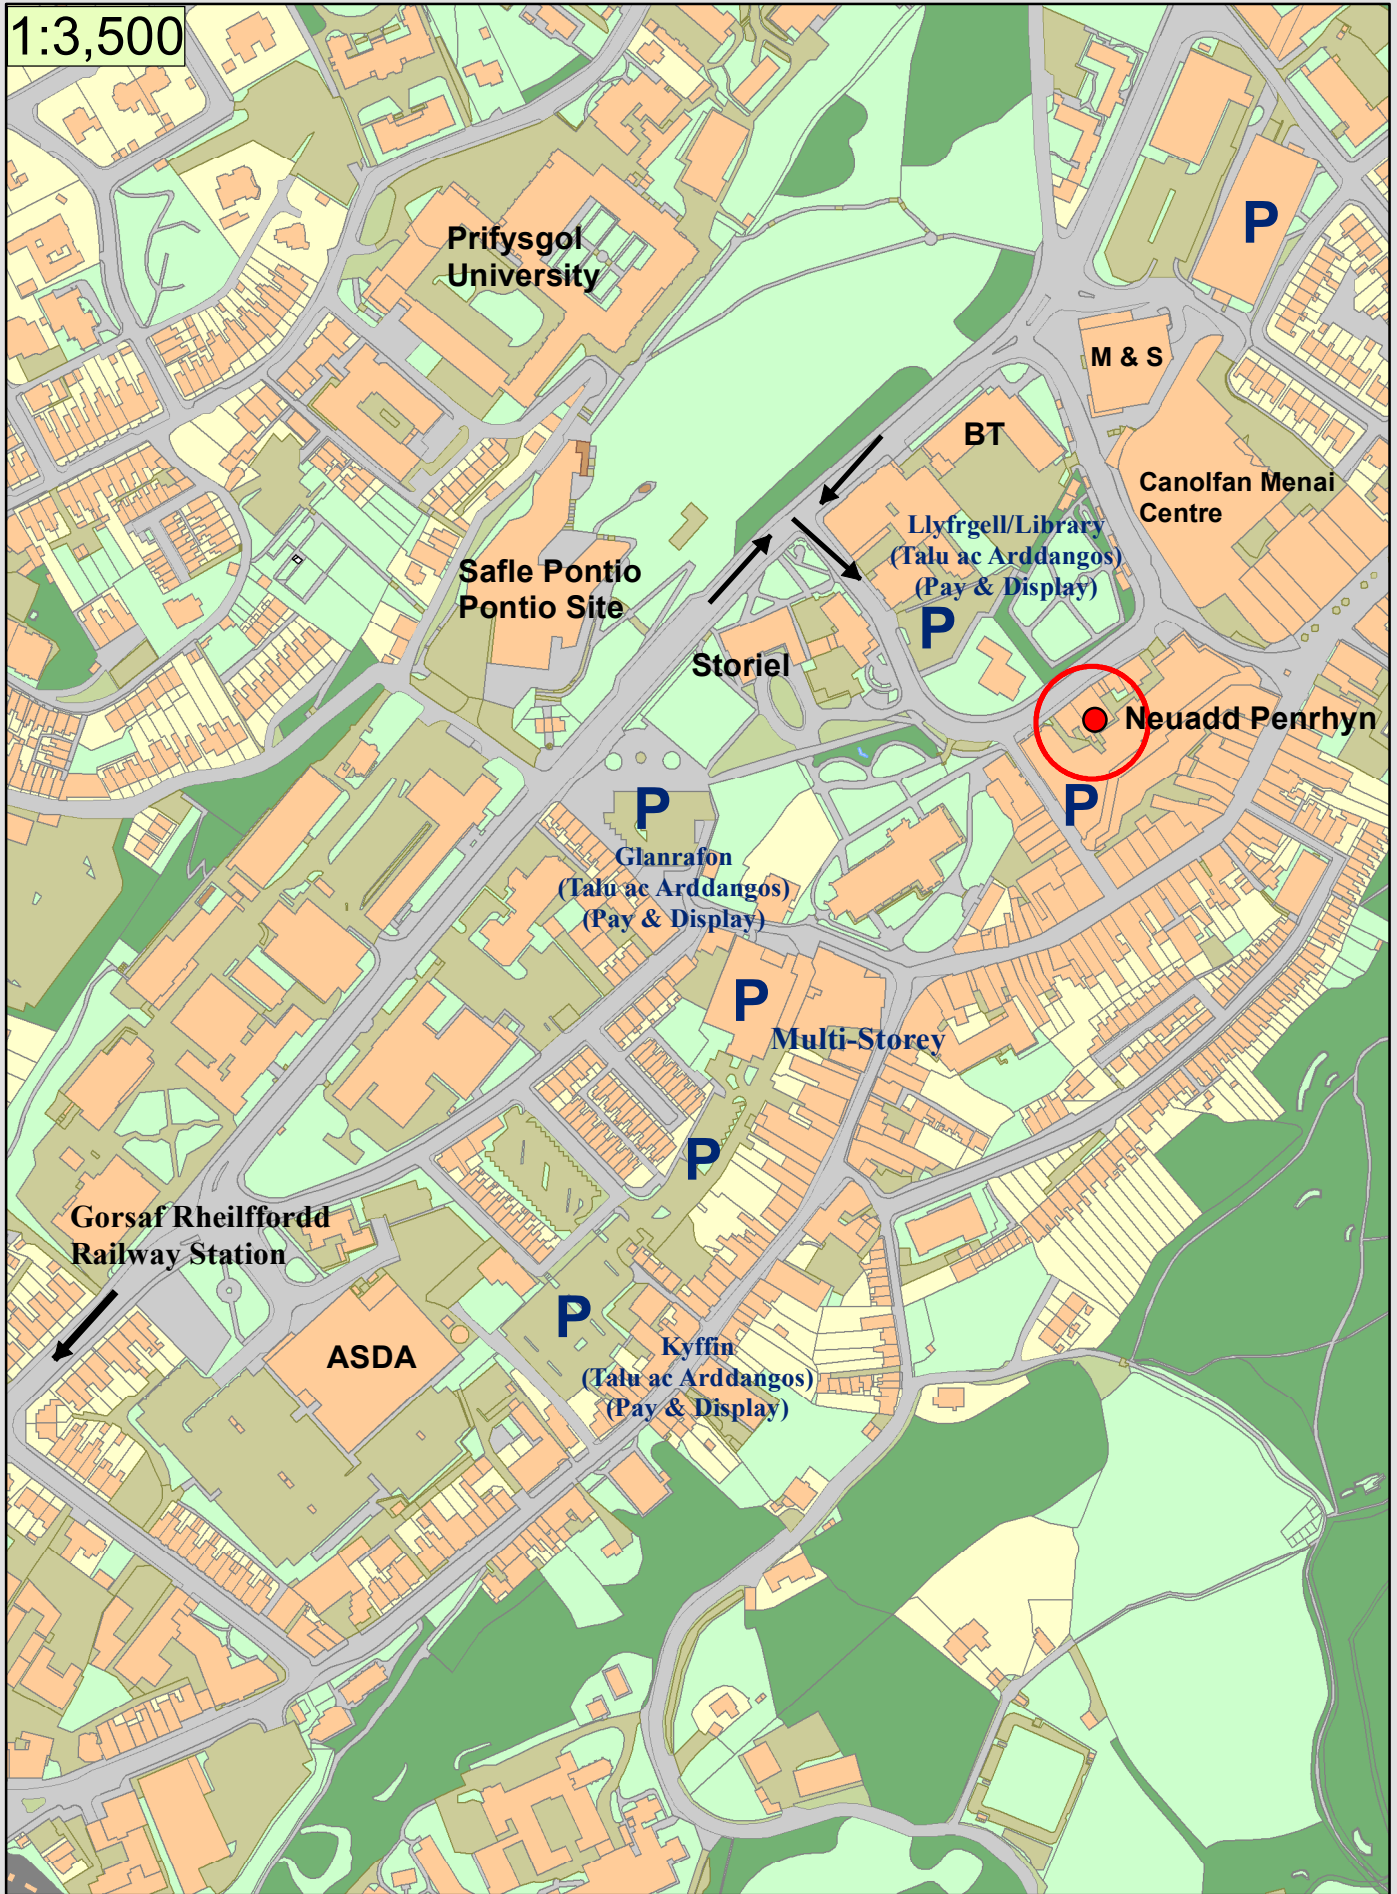 1:3,500
P
Prifysgol
University
M & S
BT
Canolfan Menai
Centre
Llyfrgell/Library
(Talu ac Arddangos)
(Pay & Display)
P
Safle Pontio
Pontio Site
Storiel
Neuadd Penrhyn
P
P
Glanrafon
(Talu ac Arddangos)
(Pay & Display)
P
Multi-Storey
P
Gorsaf Rheilffordd
Railway Station
P
ASDA
Kyffin
(Talu ac Arddangos)
(Pay & Display)